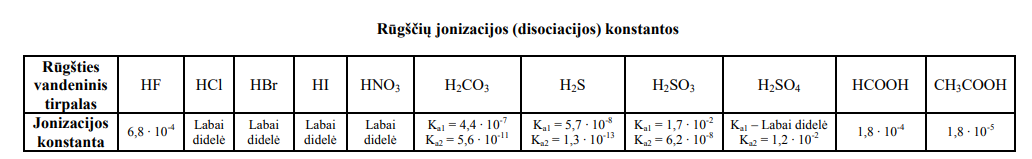 Rūgščių jonizacijos (disociacijos) konstantos
Rūgšties vandeninis tirpalas HF HCl HBr HI HNO₃ H₂CO₃ H₂S H₂SO₃ H₂SO₄ HCOOH CH₃COOH
Jonizacijos konstanta 6,8 · 10⁻⁴ Labai didelė Labai didelė Labai didelė Labai didelė Kₐ₁ = 4,4 · 10⁻⁷ Kₐ₂ = 5,6 · 10⁻¹¹ Kₐ₁ = 5,7 · 10⁻⁸ Kₐ₂ = 1,3 · 10⁻¹³ Kₐ₁ = 1,7 · 10⁻² Kₐ₂ = 6,2 · 10⁻⁸ Kₐ₁ – Labai didelė Kₐ₂ = 1,2 · 10⁻² 1,8 · 10⁻⁴ 1,8 · 10⁻⁵